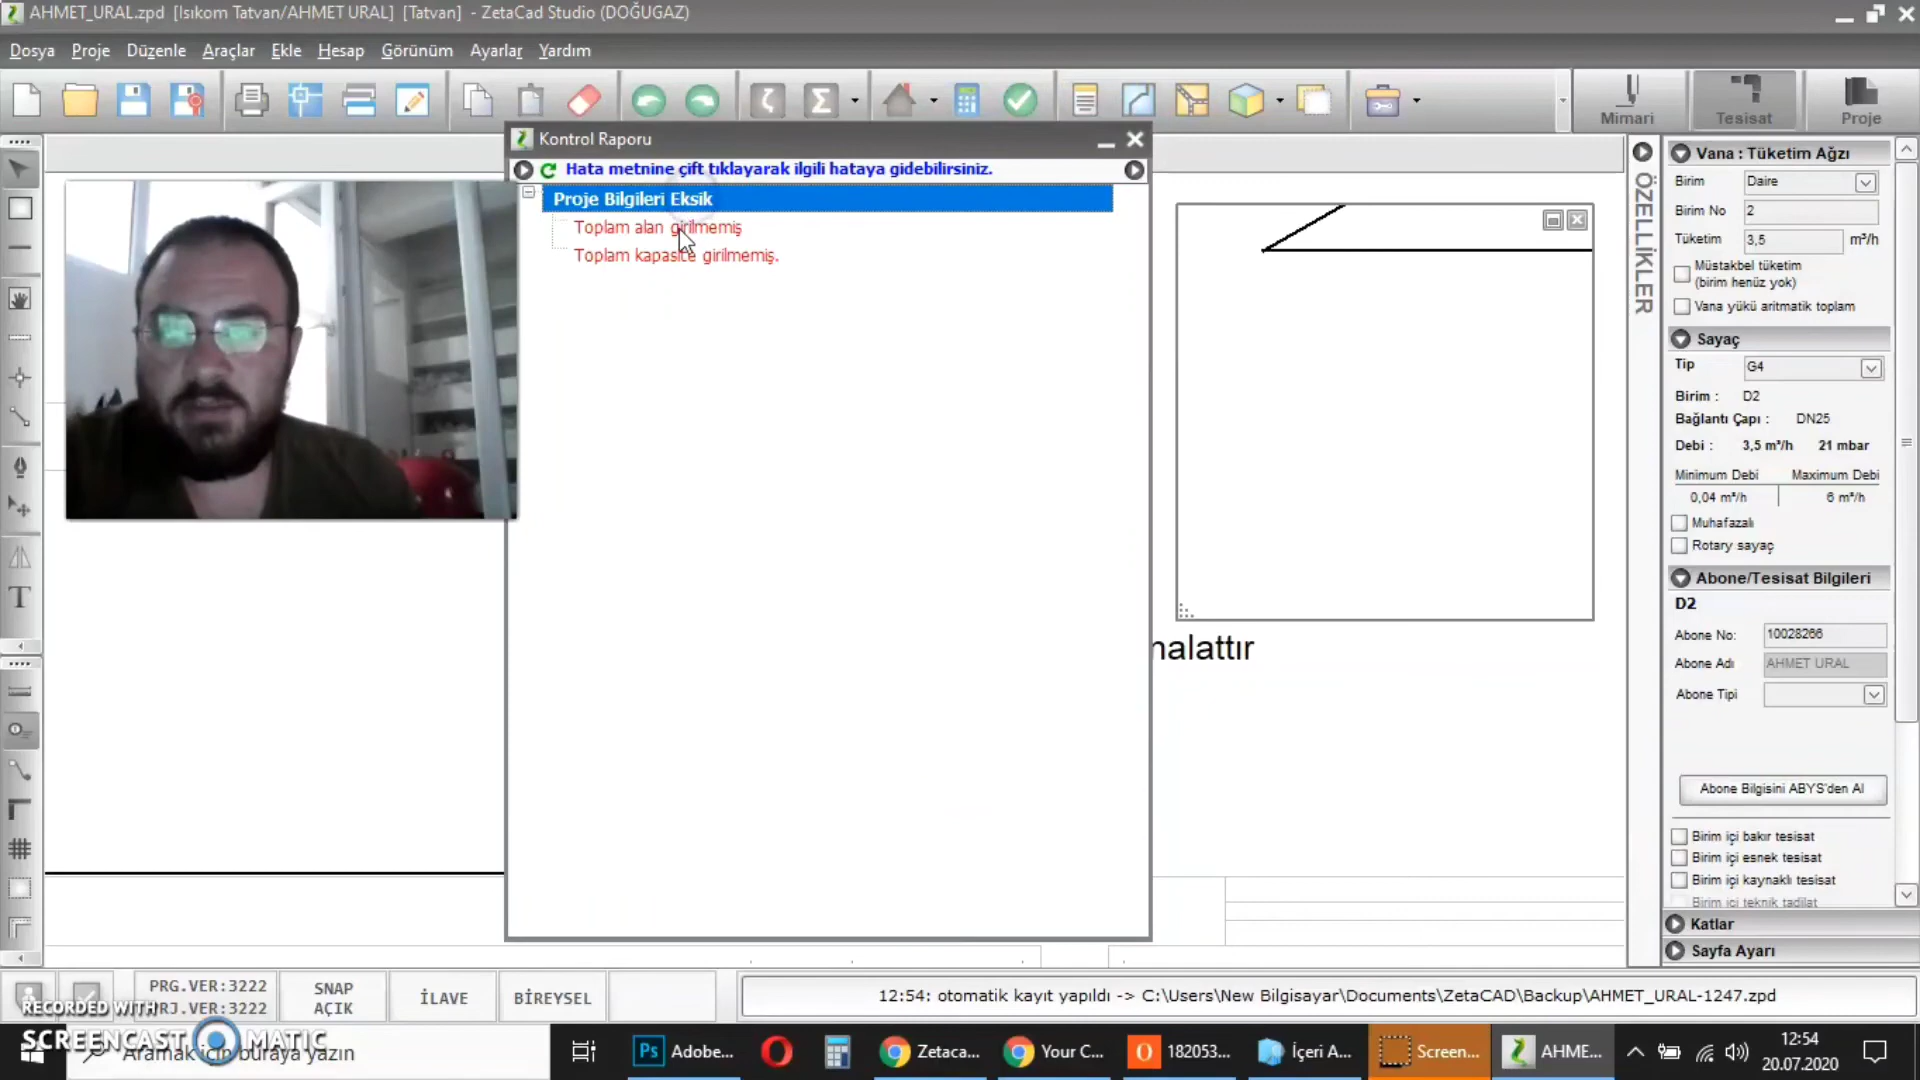 AHMET_URAL.zpd [Isıkom Tatvan/AHMET URAL] [Tatvan] - ZetaCad Studio (DOĞUGAZ)
Dosya Proje Düzenle Araçlar Ekle Hesap Görünüm Ayarlar Yardım
Mimari Tesisat Proje
Kontrol Raporu
Hata metnine çift tıklayarak ilgili hataya gidebilirsiniz.
Proje Bilgileri Eksik
Toplam alan girilmemiş
Toplam kapasite girilmemiş.
nalattır
ÖZELLİKLER
Vana : Tüketim Ağzı
Birim Daire
Birim No 2
Tüketim 3,5 m³/h
Müstakbel tüketim
(birim henüz yok)
Vana yükü aritmatik toplam
Sayaç
Tip G4
Birim : D2
Bağlantı Çapı : DN25
Debi : 3,5 m³/h 21 mbar
Minimum Debi Maximum Debi
0,04 m³/h 6 m³/h
Muhafazalı
Rotary sayaç
Abone/Tesisat Bilgileri
D2
Abone No: 10028266
Abone Adı AHMET URAL
Abone Tipi
Abone Bilgisini ABYS'den Al
Birim içi bakır tesisat
Birim içi esnek tesisat
Birim içi kaynaklı tesisat
Birim içi teknik tadilat
Katlar
Sayfa Ayarı
PRG.VER:3222
PRJ.VER:3222
SNAP
AÇIK
İLAVE
BİREYSEL
12:54: otomatik kayıt yapıldı -> C:\Users\New Bilgisayar\Documents\ZetaCAD\Backup\AHMET_URAL-1247.zpd
RECORDED WITH
SCREENCAST MATIC
Aramak için buraya yazın
Adobe...
Zetaca...
Your C...
182053...
İçeri A...
Screen...
AHME...
12:54
20.07.2020